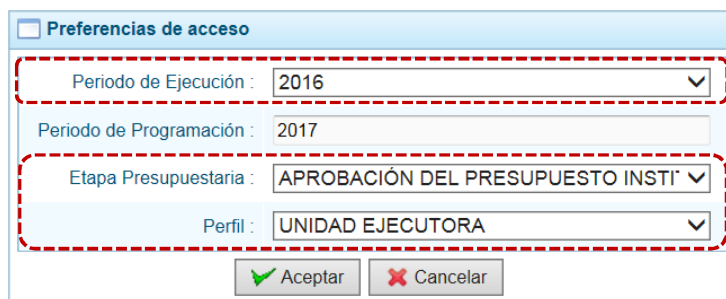 Preferencias de acceso
Periodo de Ejecución : 2016
Periodo de Programación : 2017
Etapa Presupuestaria : APROBACIÓN DEL PRESUPUESTO INSTI
Perfil : UNIDAD EJECUTORA
Aceptar Cancelar